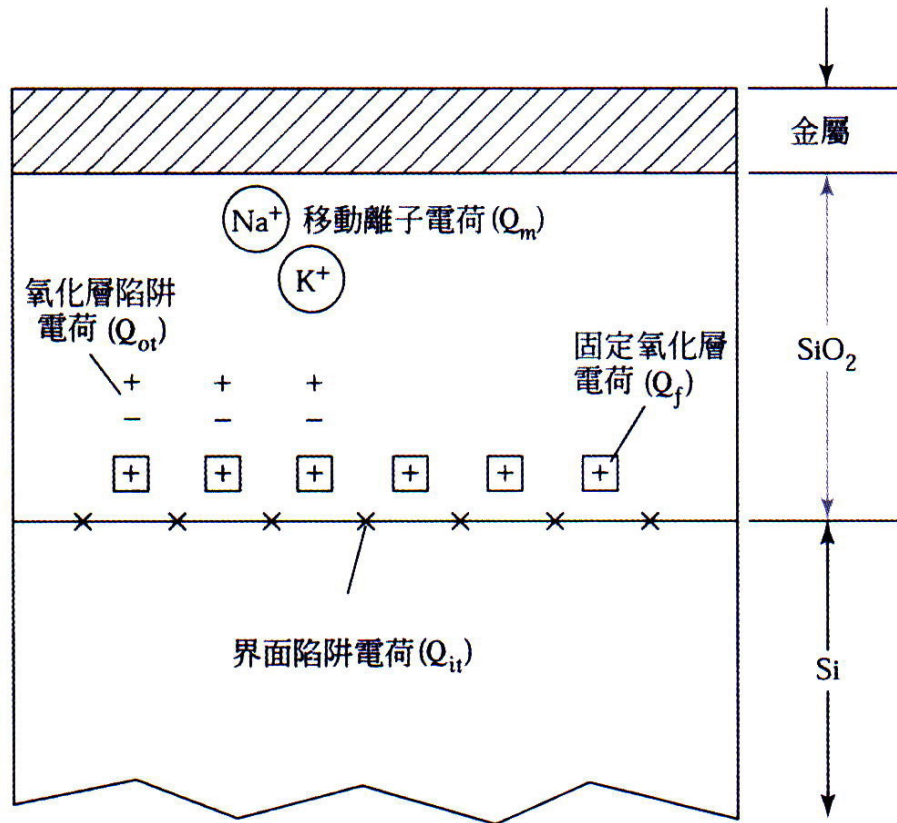 金屬
Na⁺ 移動離子電荷(Qₘ)
K⁺
氧化層陷阱
電荷 (Qot)
固定氧化層
電荷 (Qf)
SiO₂
+ + +
− − −
+ + + + + +
界面陷阱電荷(Qit)
Si